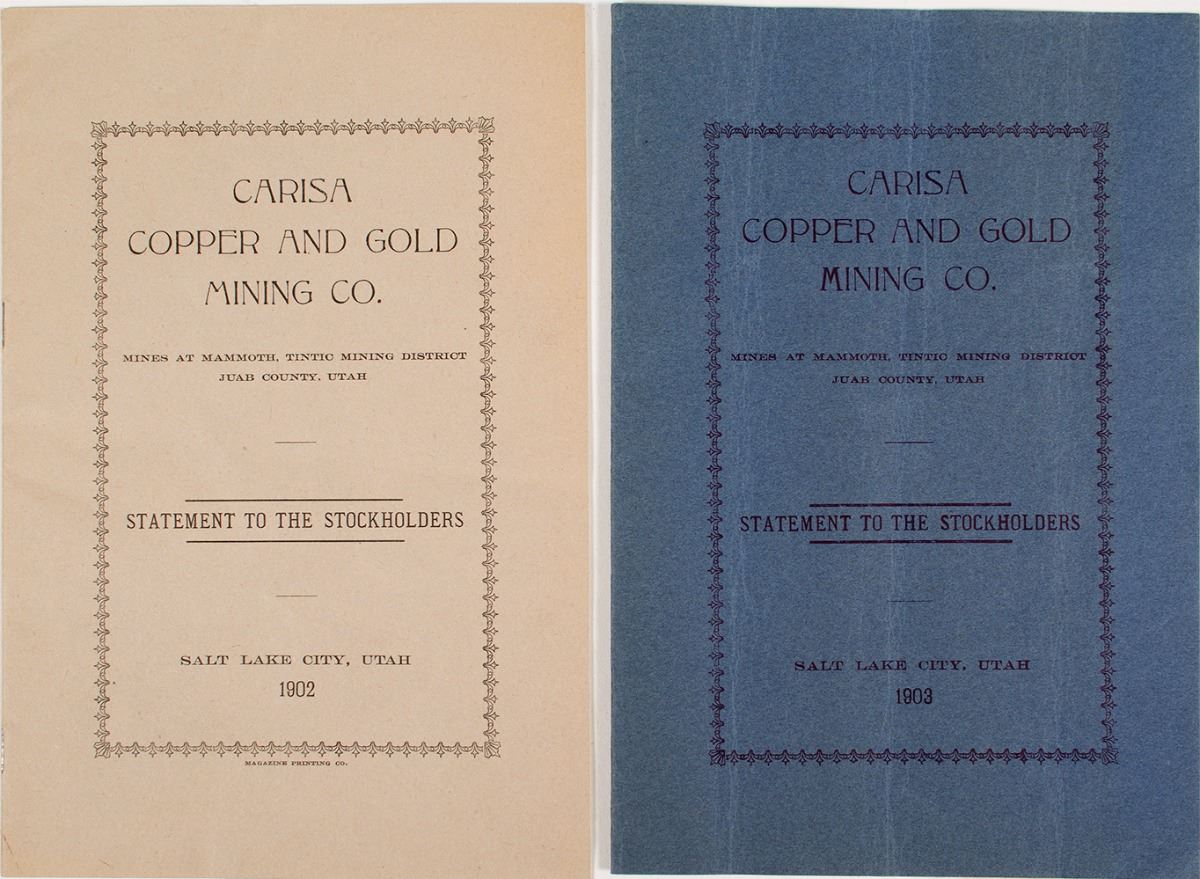 CARISA
COPPER AND GOLD
MINING CO.
MINES AT MAMMOTH, TINTIC MINING DISTRICT
JUAB COUNTY, UTAH
STATEMENT TO THE STOCKHOLDERS
SALT LAKE CITY, UTAH
1902
MAGAZINE PRINTING CO.
CARISA
COPPER AND GOLD
MINING CO.
MINES AT MAMMOTH, TINTIC MINING DISTRICT
JUAB COUNTY, UTAH
STATEMENT TO THE STOCKHOLDERS
SALT LAKE CITY, UTAH
1903